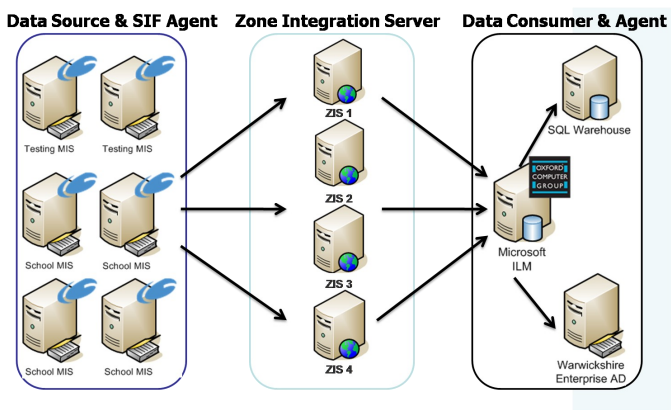 Data Source & SIF Agent
Zone Integration Server
Data Consumer & Agent
Testing MIS
Testing MIS
School MIS
School MIS
School MIS
School MIS
ZIS 1
ZIS 2
ZIS 3
ZIS 4
SQL Warehouse
OXFORD
COMPUTER
GROUP
Microsoft
ILM
Warwickshire
Enterprise AD